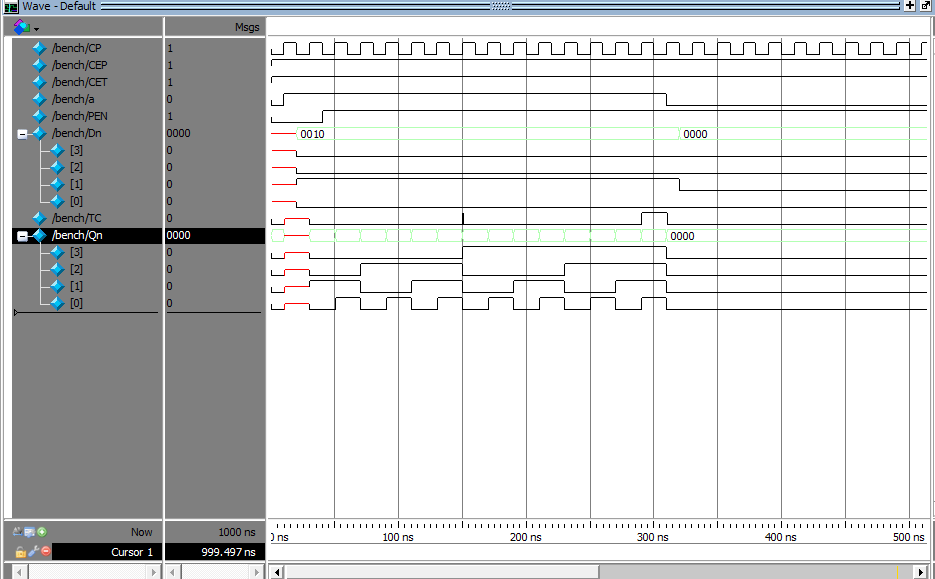 Wave - Default
Msgs
/bench/CP 1
/bench/CEP 1
/bench/CET 1
/bench/a 0
/bench/PEN 1
/bench/Dn 0000 0010 0000
[3] 0
[2] 0
[1] 0
[0] 0
/bench/TC 0
/bench/Qn 0000 0000
[3] 0
[2] 0
[1] 0
[0] 0
Now 1000 ns
ns 100 ns 200 ns 300 ns 400 ns 500 ns
Cursor 1 999.497 ns